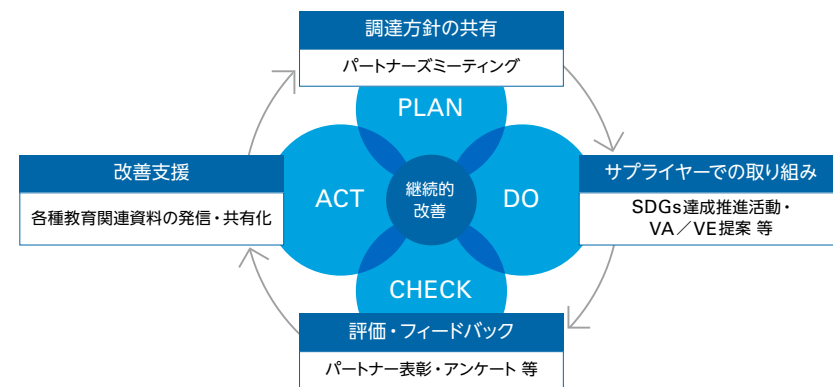 調達方針の共有
パートナーズミーティング
PLAN
改善支援
各種教育関連資料の発信・共有化
ACT
継続的
改善
DO
サプライヤーでの取り組み
SDGs達成推進活動・
VA／VE提案 等
CHECK
評価・フィードバック
パートナー表彰・アンケート 等